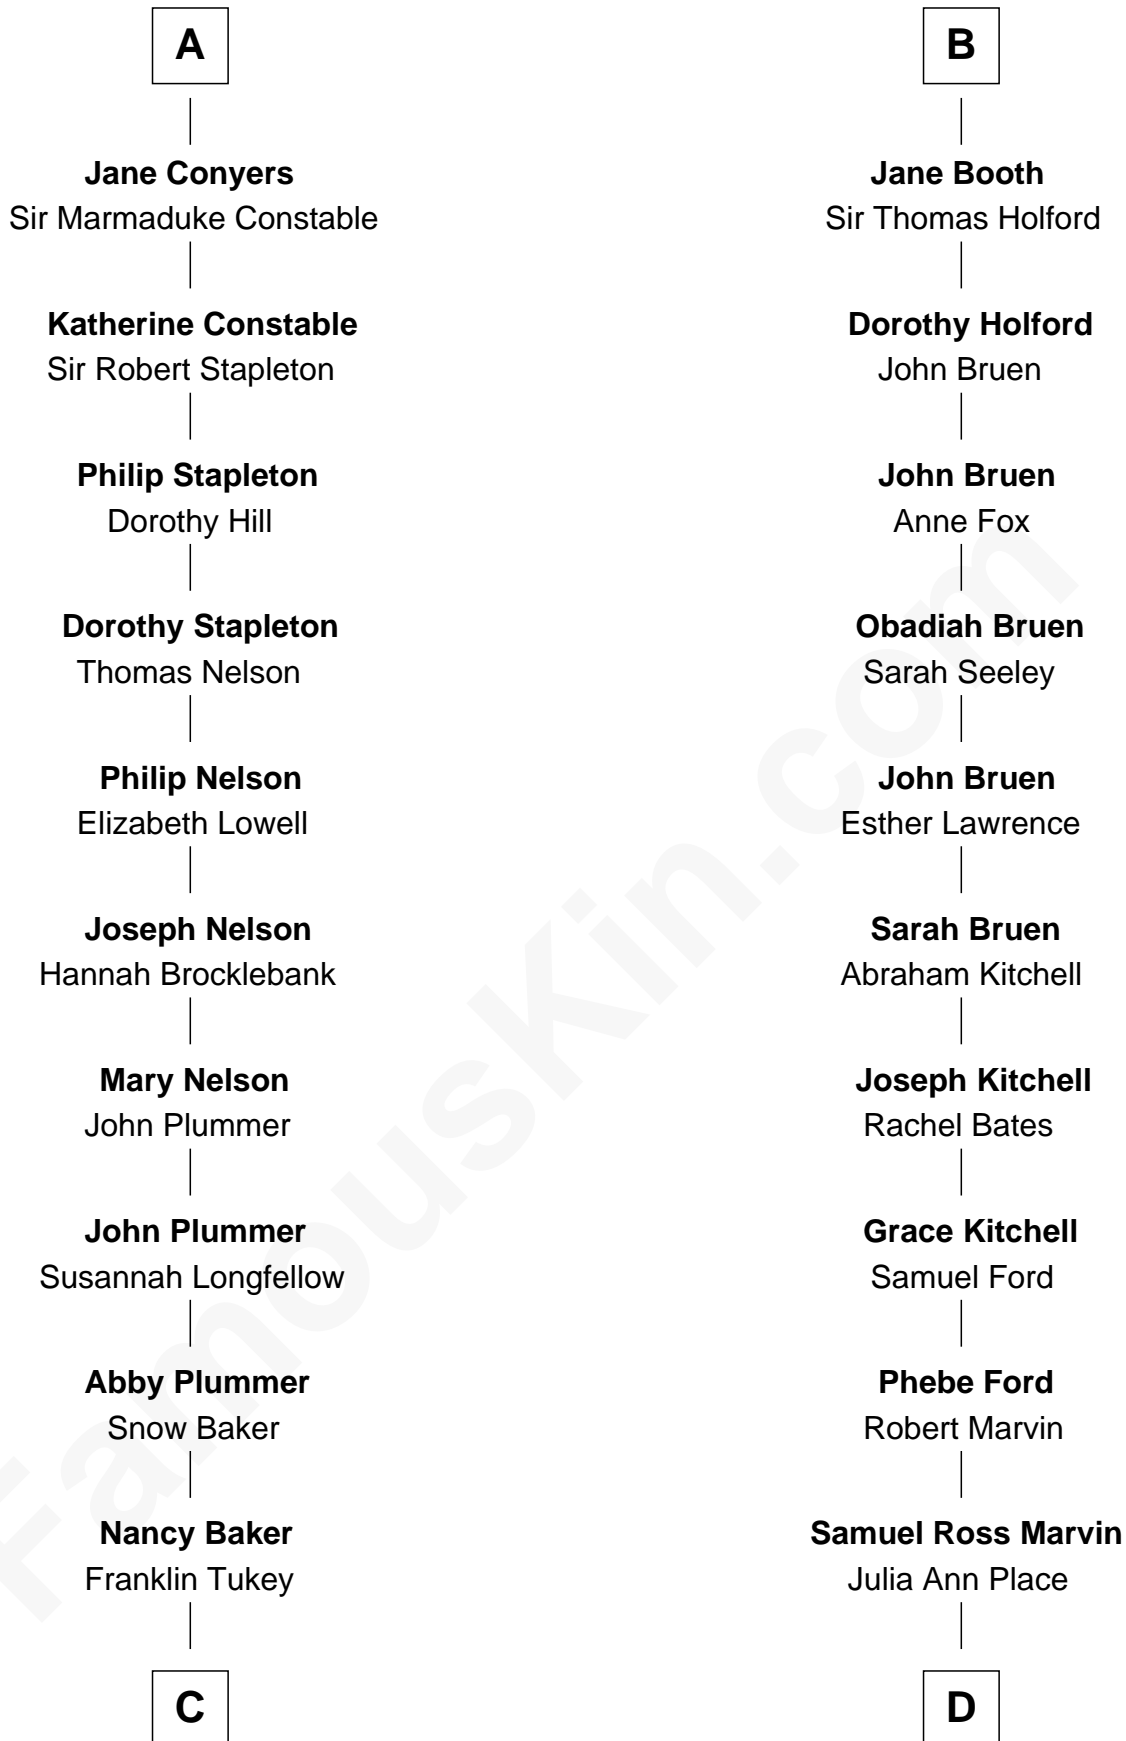 A
Jane Conyers
Sir Marmaduke Constable
Katherine Constable
Sir Robert Stapleton
Philip Stapleton
Dorothy Hill
Dorothy Stapleton
Thomas Nelson
Philip Nelson
Elizabeth Lowell
Joseph Nelson
Hannah Brocklebank
Mary Nelson
John Plummer
John Plummer
Susannah Longfellow
Abby Plummer
Snow Baker
Nancy Baker
Franklin Tukey
C
B
Jane Booth
Sir Thomas Holford
Dorothy Holford
John Bruen
John Bruen
Anne Fox
Obadiah Bruen
Sarah Seeley
John Bruen
Esther Lawrence
Sarah Bruen
Abraham Kitchell
Joseph Kitchell
Rachel Bates
Grace Kitchell
Samuel Ford
Phebe Ford
Robert Marvin
Samuel Ross Marvin
Julia Ann Place
D
FamousKin.com